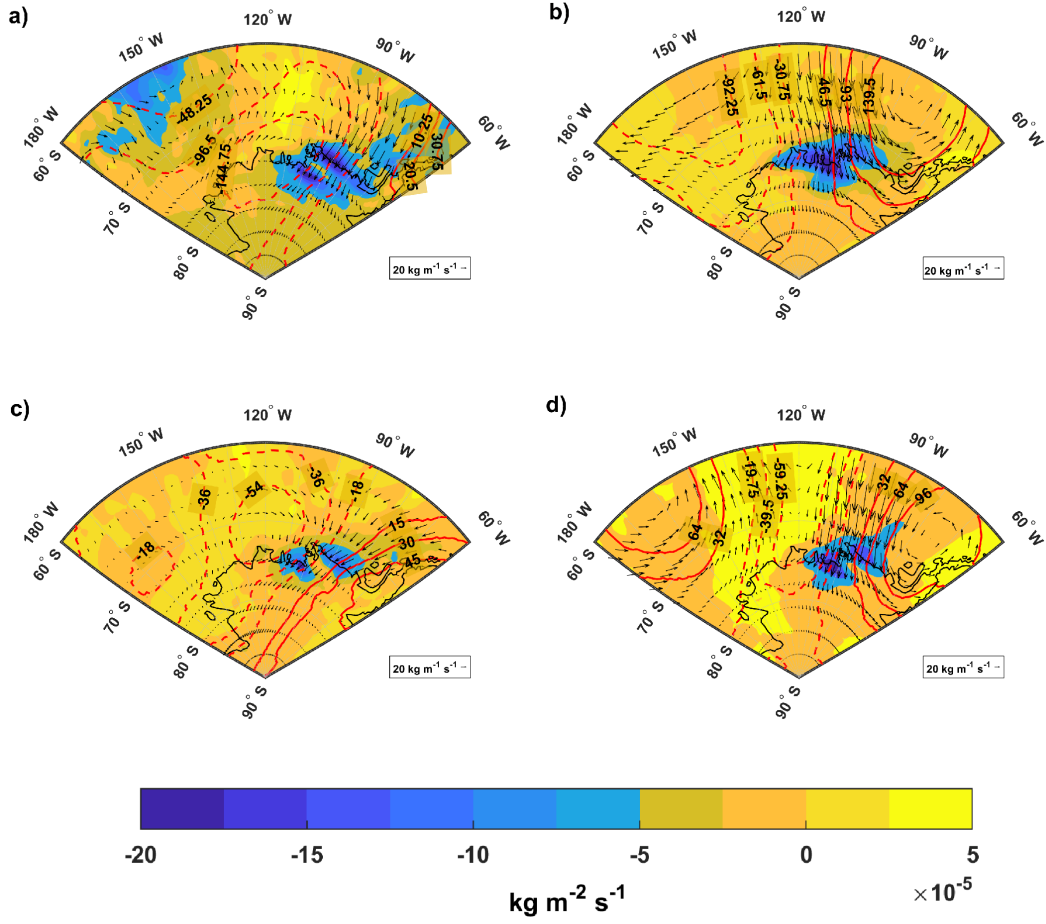 a)
120° W
150° W
90° W
180° W
60° W
60° S
70° S
80° S
90° S
-48.25
-96.5
-144.75
10.25
30.75
20.5
20 kg m-1 s-1
b)
120° W
150° W
90° W
180° W
60° W
60° S
70° S
80° S
90° S
-92.25
-61.5
-30.75
46.5
93
139.5
20 kg m-1 s-1
c)
120° W
150° W
90° W
180° W
60° W
60° S
70° S
80° S
90° S
-36
-54
-36
-18
-18
15
30
45
20 kg m-1 s-1
d)
120° W
150° W
90° W
180° W
60° W
60° S
70° S
80° S
90° S
64
32
-19.75
-39.5
-59.25
32
64
96
20 kg m-1 s-1
-20
-15
-10
-5
0
5
×10-5
kg m-2 s-1